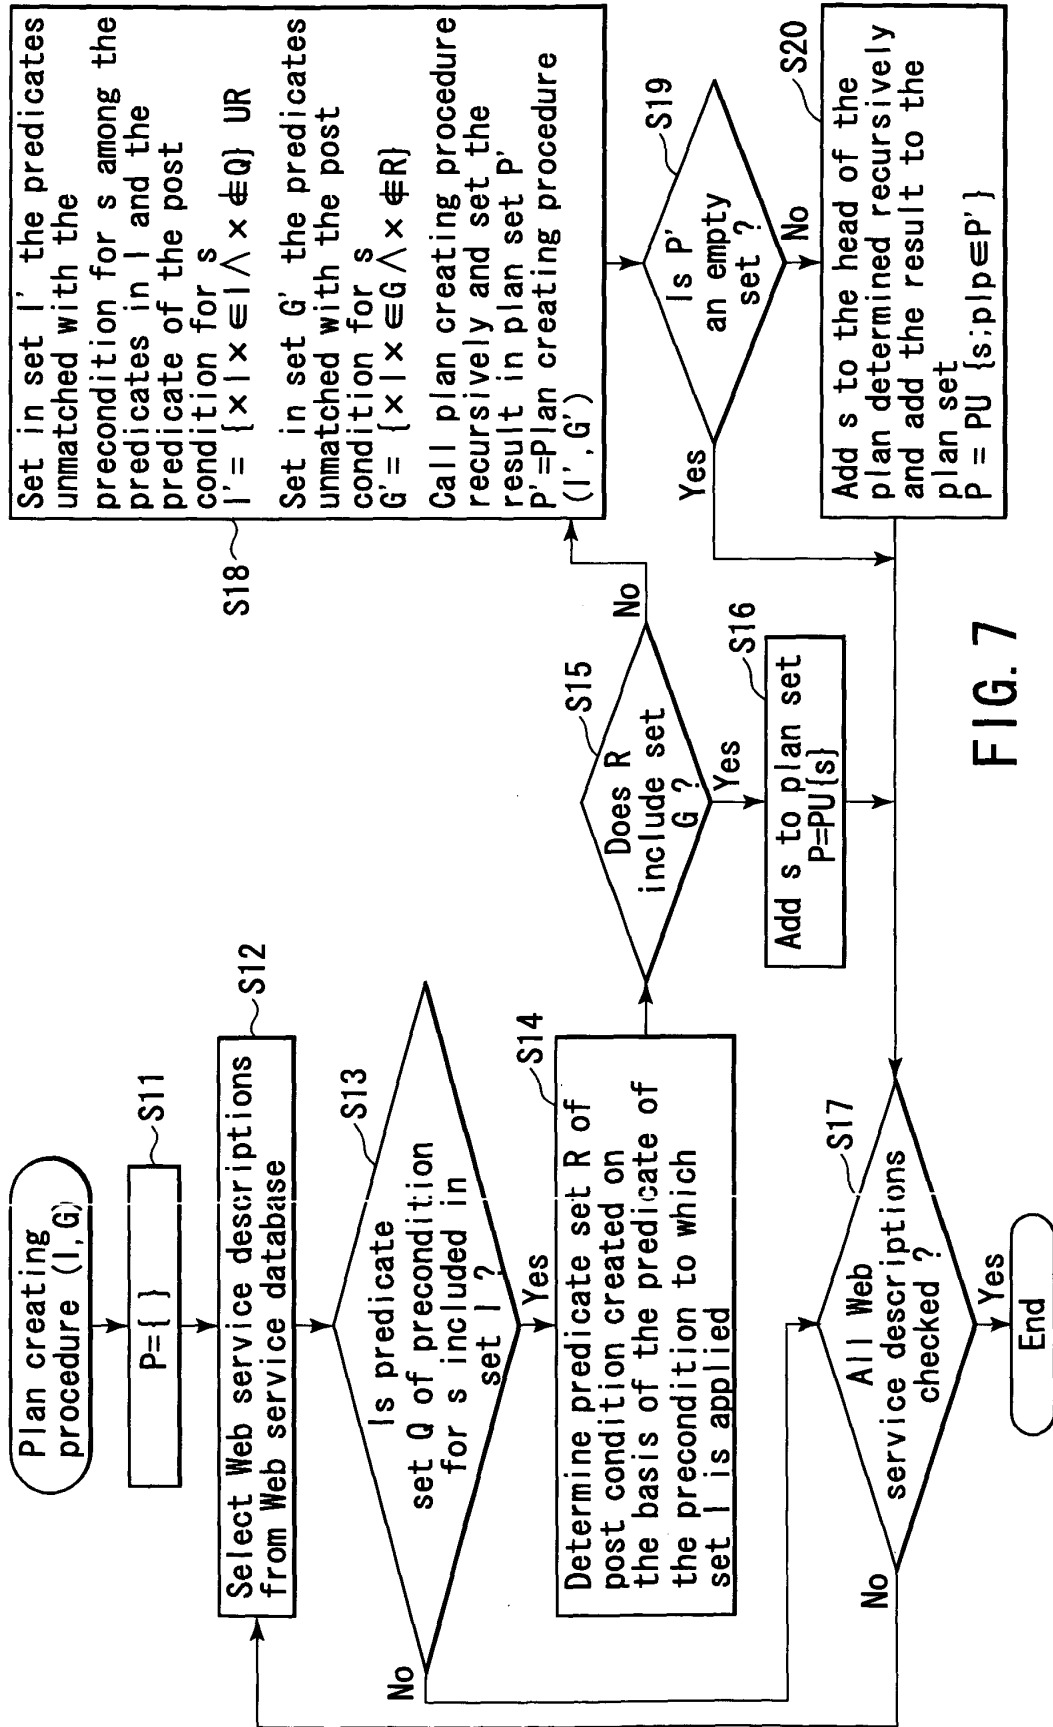 Plan creating
procedure (I,G)
S11
P={ }
S12
Select Web service descriptions
from Web service database
S13
Is predicate
set Q of precondition
for s included in
set I ?
No
Yes
S14
Determine predicate set R of
post condition created on
the basis of the predicate of
the precondition to which
set I is applied
S15
Does R
include set
G ?
No
Yes
S16
Add s to plan set
P=PU{s}
S17
All Web
service descriptions
checked ?
No
Yes
End
S18
Set in set I' the predicates
unmatched with the
precondition for s among the
predicates in I and the
predicate of the post
condition for s
I'= {×I×∈I∧×∉Q} UR
Set in set G' the predicates
unmatched with the post
condition for s
G'= {×I×∈G∧×∉R}
Call plan creating procedure
recursively and set the
result in plan set P'
P'=Plan creating procedure
(I',G')
S19
Is P'
an empty
set ?
Yes
No
S20
Add s to the head of the
plan determined recursively
and add the result to the
plan set
P = PU {s;p|p∈P'}
FIG. 7